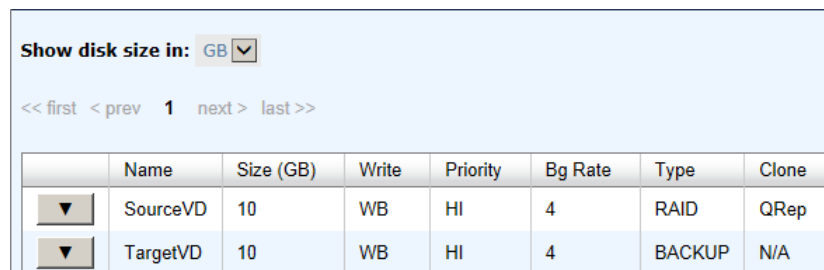 Show disk size in: GB
<< first < prev 1 next > last >>
Name Size (GB) Write Priority Bg Rate Type Clone
▼ SourceVD 10 WB HI 4 RAID QRep
▼ TargetVD 10 WB HI 4 BACKUP N/A